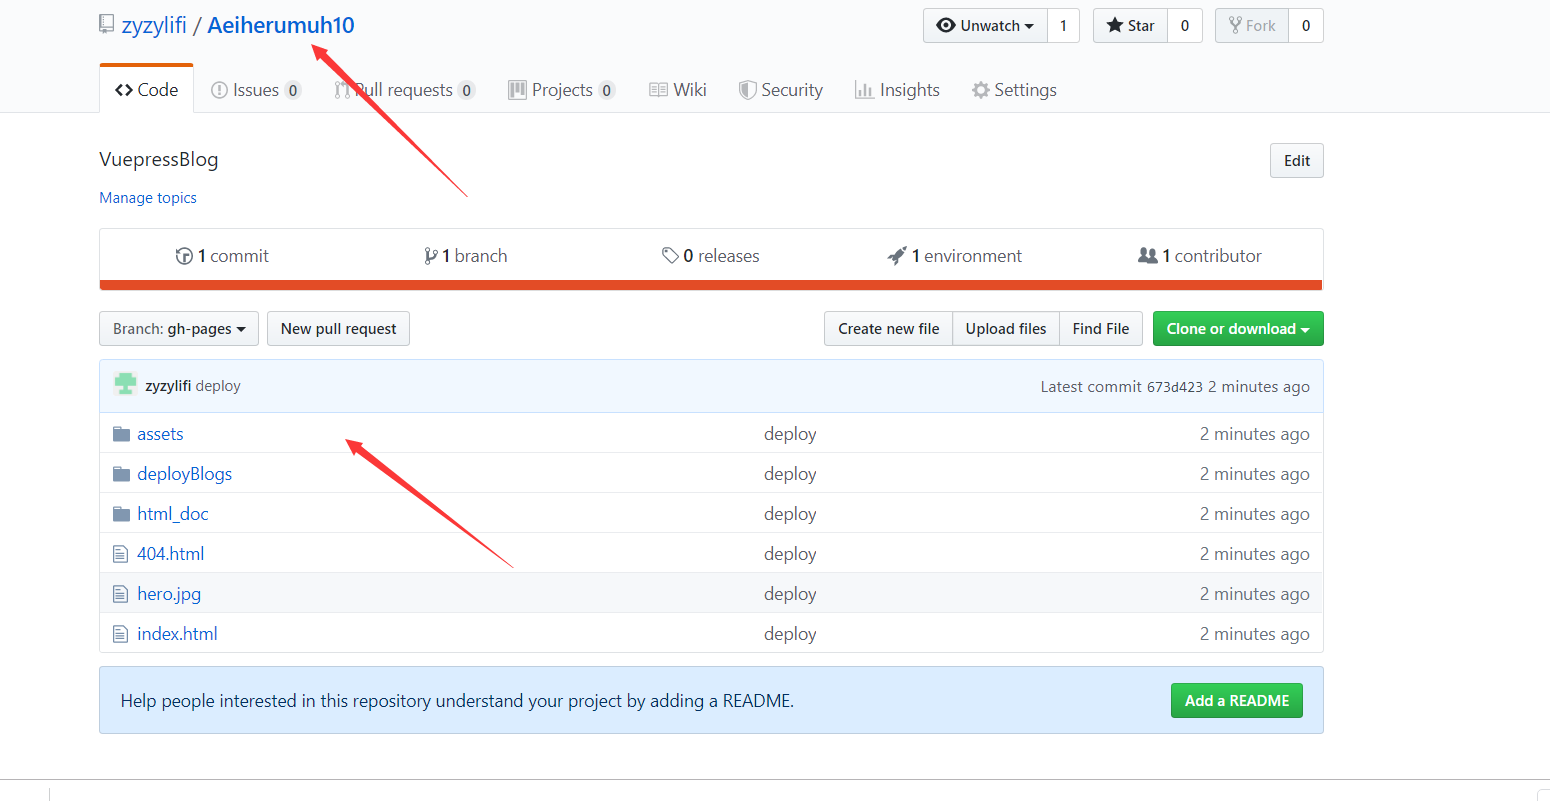 zyzylifi / Aeiherumuh10
Unwatch 1 Star 0 Fork 0
Code Issues 0 Pull requests 0 Projects 0 Wiki Security Insights Settings
VuepressBlog
Edit
Manage topics
1 commit 1 branch 0 releases 1 environment 1 contributor
Branch: gh-pages New pull request Create new file Upload files Find File Clone or download
zyzylifi deploy Latest commit 673d423 2 minutes ago
assets deploy 2 minutes ago
deployBlogs deploy 2 minutes ago
html_doc deploy 2 minutes ago
404.html deploy 2 minutes ago
hero.jpg deploy 2 minutes ago
index.html deploy 2 minutes ago
Help people interested in this repository understand your project by adding a README. Add a README